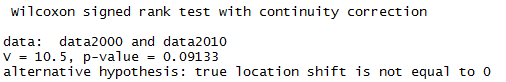 Wilcoxon signed rank test with continuity correction
data:  data2000 and data2010
V = 10.5, p-value = 0.09133
alternative hypothesis: true location shift is not equal to 0